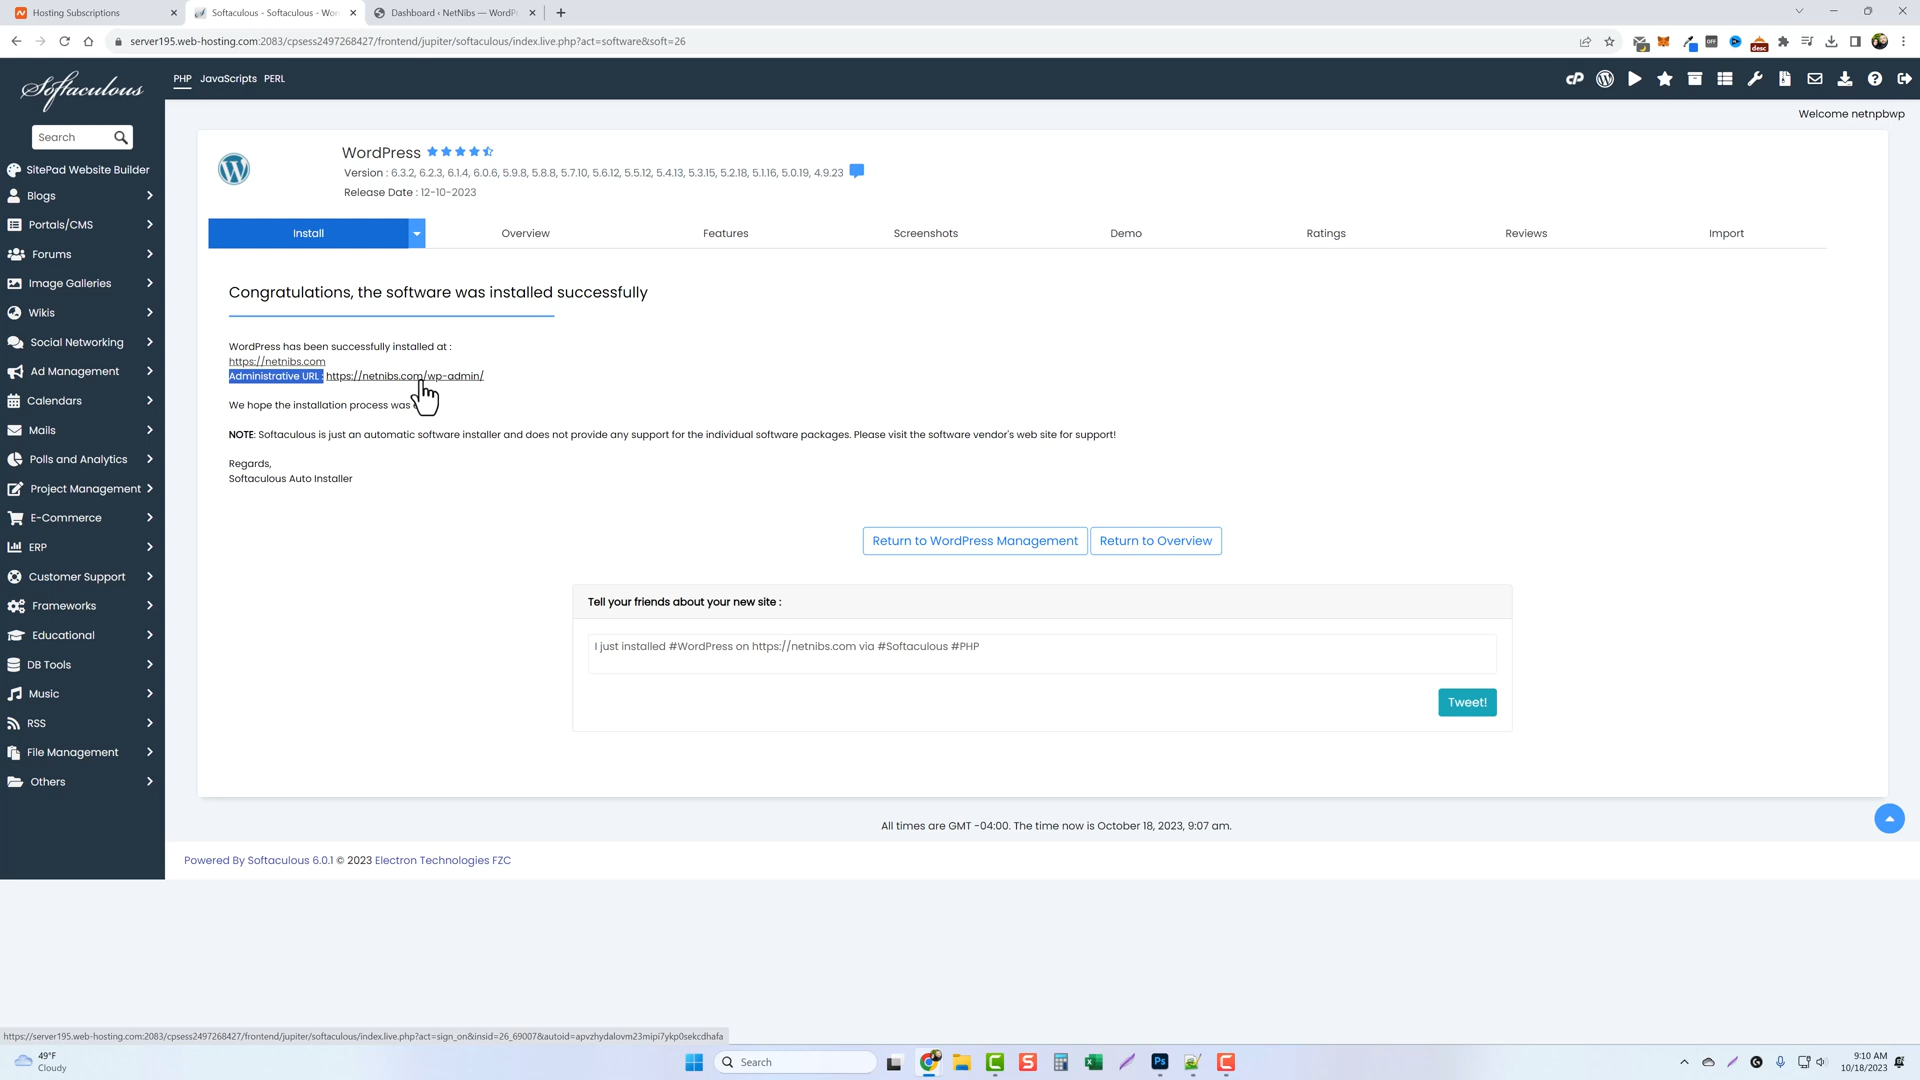 Hosting Subscriptions
Softaculous - Softaculous - Wor
Dashboard ‹ NetNibs — WordP
server195.web-hosting.com:2083/cpsess2497268427/frontend/jupiter/softaculous/index.live.php?act=software&soft=26
OFF
desc
Softaculous
PHP JavaScripts PERL
Welcome netnpbwp
Search
SitePad Website Builder
Blogs
Portals/CMS
Forums
Image Galleries
Wikis
Social Networking
Ad Management
Calendars
Mails
Polls and Analytics
Project Management
E-Commerce
ERP
Customer Support
Frameworks
Educational
DB Tools
Music
RSS
File Management
Others
WordPress
Version : 6.3.2, 6.2.3, 6.1.4, 6.0.6, 5.9.8, 5.8.8, 5.7.10, 5.6.12, 5.5.12, 5.4.13, 5.3.15, 5.2.18, 5.1.16, 5.0.19, 4.9.23
Release Date : 12-10-2023
Install Overview Features Screenshots Demo Ratings Reviews Import
Congratulations, the software was installed successfully
WordPress has been successfully installed at :
https://netnibs.com
Administrative URL : https://netnibs.com/wp-admin/
We hope the installation process was
NOTE: Softaculous is just an automatic software installer and does not provide any support for the individual software packages. Please visit the software vendor's web site for support!
Regards,
Softaculous Auto Installer
Return to WordPress Management
Return to Overview
Tell your friends about your new site :
I just installed #WordPress on https://netnibs.com via #Softaculous #PHP
Tweet!
All times are GMT -04:00. The time now is October 18, 2023, 9:07 am.
Powered By Softaculous 6.0.1 © 2023 Electron Technologies FZC
https://server195.web-hosting.com:2083/cpsess2497268427/frontend/jupiter/softaculous/index.live.php?act=sign_on&insid=26_69007&autoid=apvzhydalovm23mipi7ykp0sekcdhafa
49°F
Cloudy
Search
9:10 AM
10/18/2023